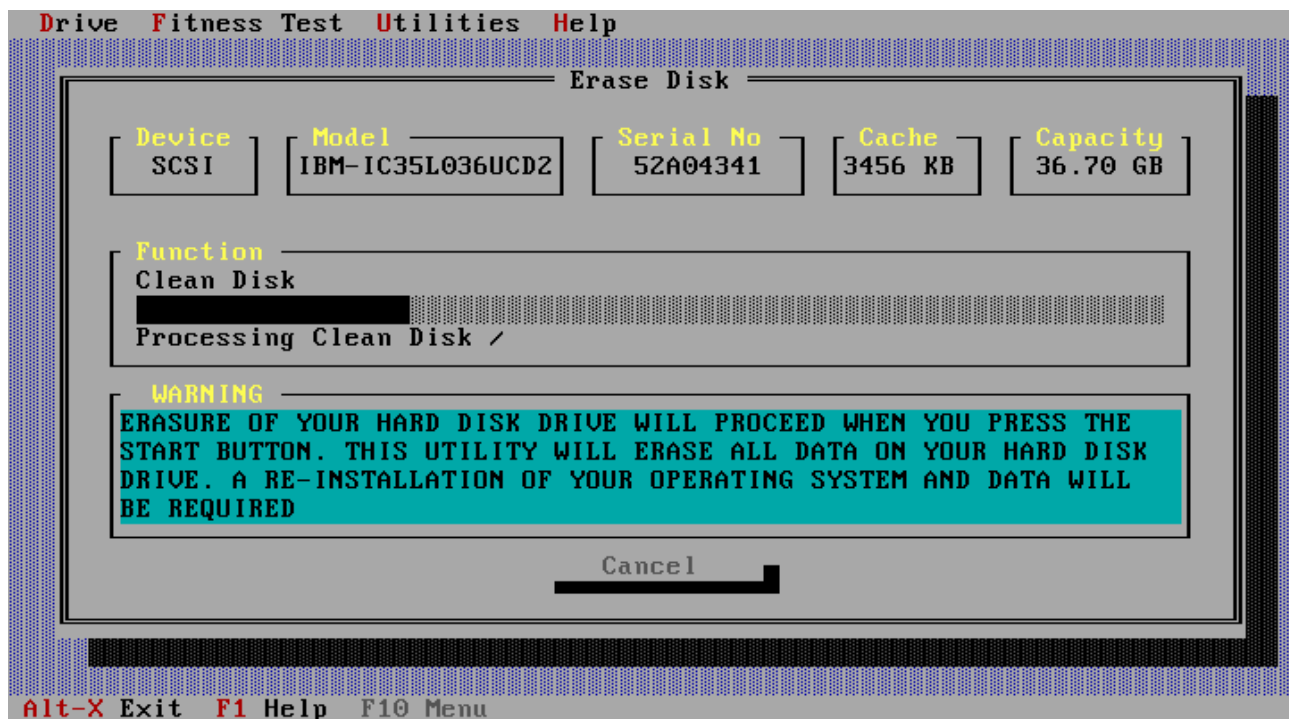 Drive Fitness Test Utilities Help
Erase Disk
Device Model Serial No Cache Capacity
SCSI IBM-IC35L036UCD2 52A04341 3456 KB 36.70 GB
Function
Clean Disk
Processing Clean Disk /
WARNING
ERASURE OF YOUR HARD DISK DRIVE WILL PROCEED WHEN YOU PRESS THE
START BUTTON. THIS UTILITY WILL ERASE ALL DATA ON YOUR HARD DISK
DRIVE. A RE-INSTALLATION OF YOUR OPERATING SYSTEM AND DATA WILL
BE REQUIRED
Cancel
Alt-X Exit F1 Help F10 Menu